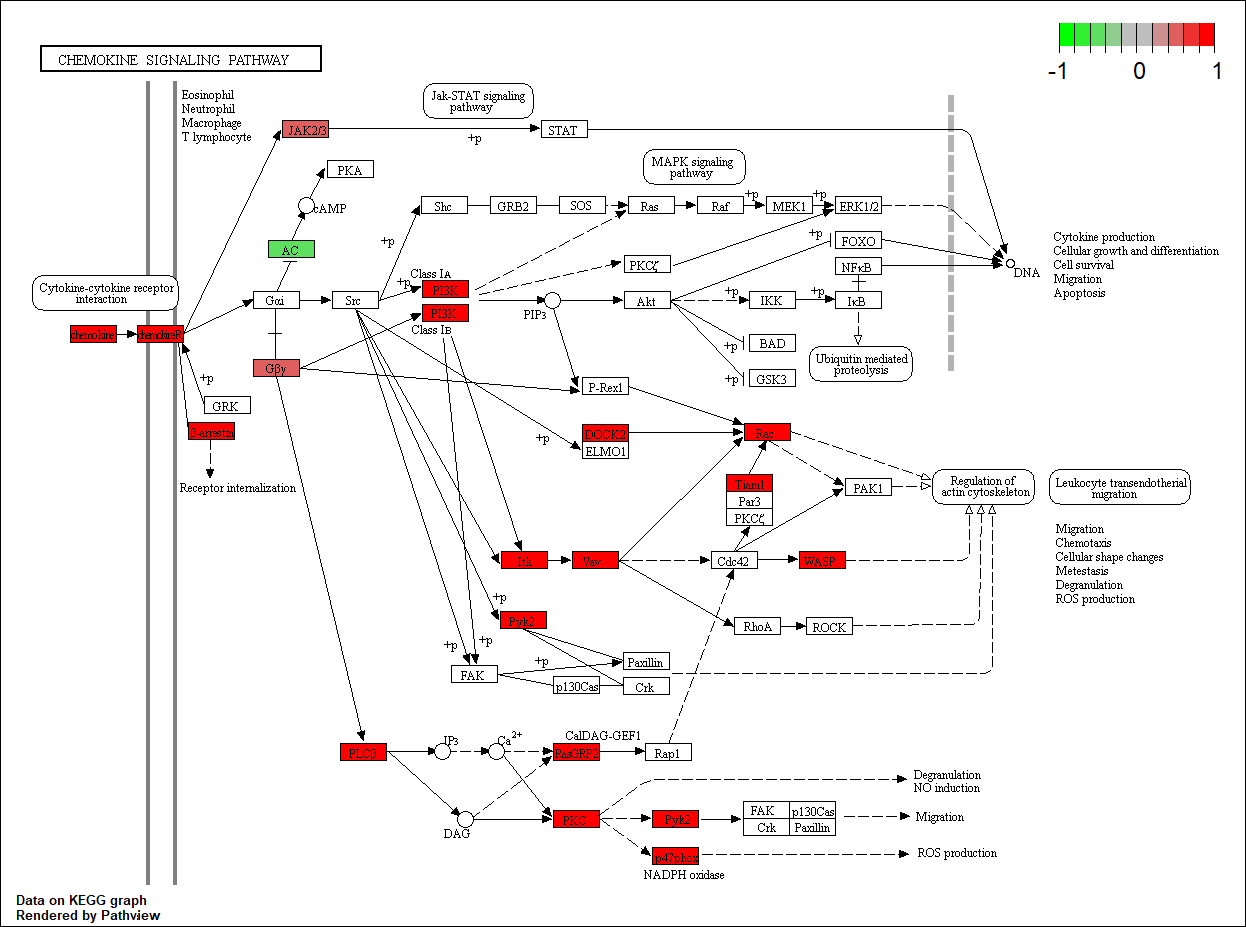 CHEMOKINE SIGNALING PATHWAY
-1 0 1
Eosinophil
Neutrophil
Macrophage
T lymphocyte
Jak-STAT signaling
pathway
JAK2/3
+p
STAT
MAPK signaling
pathway
PKA
cAMP
+p
+p
Shc
GRB2
SOS
Ras
Raf
MEK1
ERK1/2
+p
AC
+p
FOXO
Cytokine production
Cellular growth and differentiation
Cell survival
Migration
Apoptosis
PKCζ
NFκB
DNA
Cytokine-cytokine receptor
interaction
Class IA
+p
PI3K
Gαi
Src
PIP3
Akt
+p
IKK
+p
IκB
PI3K
Class IB
chemokine
chemokineR
+p
BAD
Ubiquitin mediated
proteolysis
Gβγ
+p
GSK3
+p
P-Rex1
GRK
β-arrestin
+p
DOCK2
ELMO1
Rac
Receptor internalization
Tiam1
Par3
PKCζ
PAK1
Regulation of
actin cytoskeleton
Leukocyte transendotherial
migration
Itk
Vav
Cdc42
WASP
Migration
Chemotaxis
Cellular shape changes
Metestasis
Degranulation
ROS production
+p
Pyk2
RhoA
ROCK
+p
+p
+p
FAK
Paxillin
p130Cas
Crk
CalDAG-GEF1
PLCβ
IP3
Ca2+
RasGRP2
Rap1
Degranulation
NO induction
DAG
PKC
Pyk2
FAK
p130Cas
Crk
Paxillin
Migration
p47phox
NADPH oxidase
ROS production
Data on KEGG graph
Rendered by Pathview